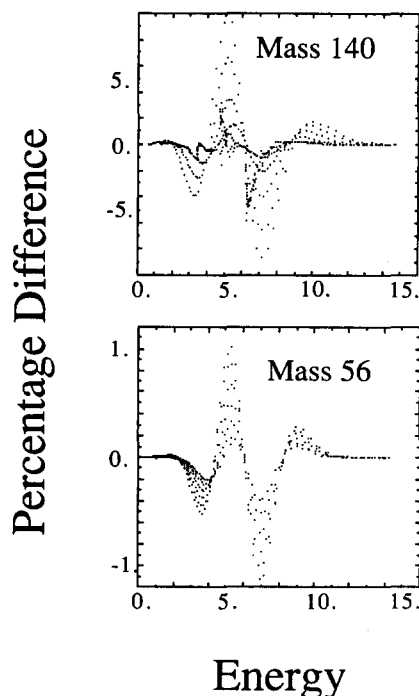 Mass 140
5.
0.
-5.
0. 5. 10. 15.
Percentage Difference
Mass 56
1.
0.
-1.
0. 5. 10. 15.
Energy